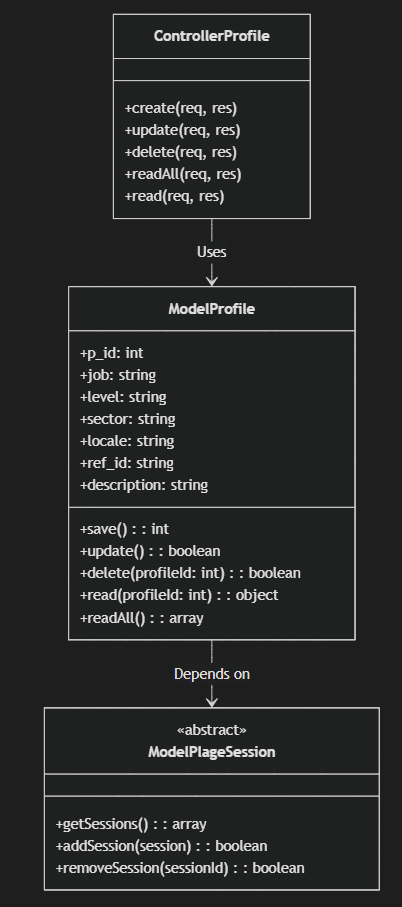 ControllerProfile
+create(req, res)
+update(req, res)
+delete(req, res)
+readAll(req, res)
+read(req, res)
Uses
ModelProfile
+p_id: int
+job: string
+level: string
+sector: string
+locale: string
+ref_id: string
+description: string
+save() : : int
+update() : : boolean
+delete(profileId: int) : : boolean
+read(profileId: int) : : object
+readAll() : : array
Depends on
«abstract»
ModelPlageSession
+getSessions() : : array
+addSession(session) : : boolean
+removeSession(sessionId) : : boolean